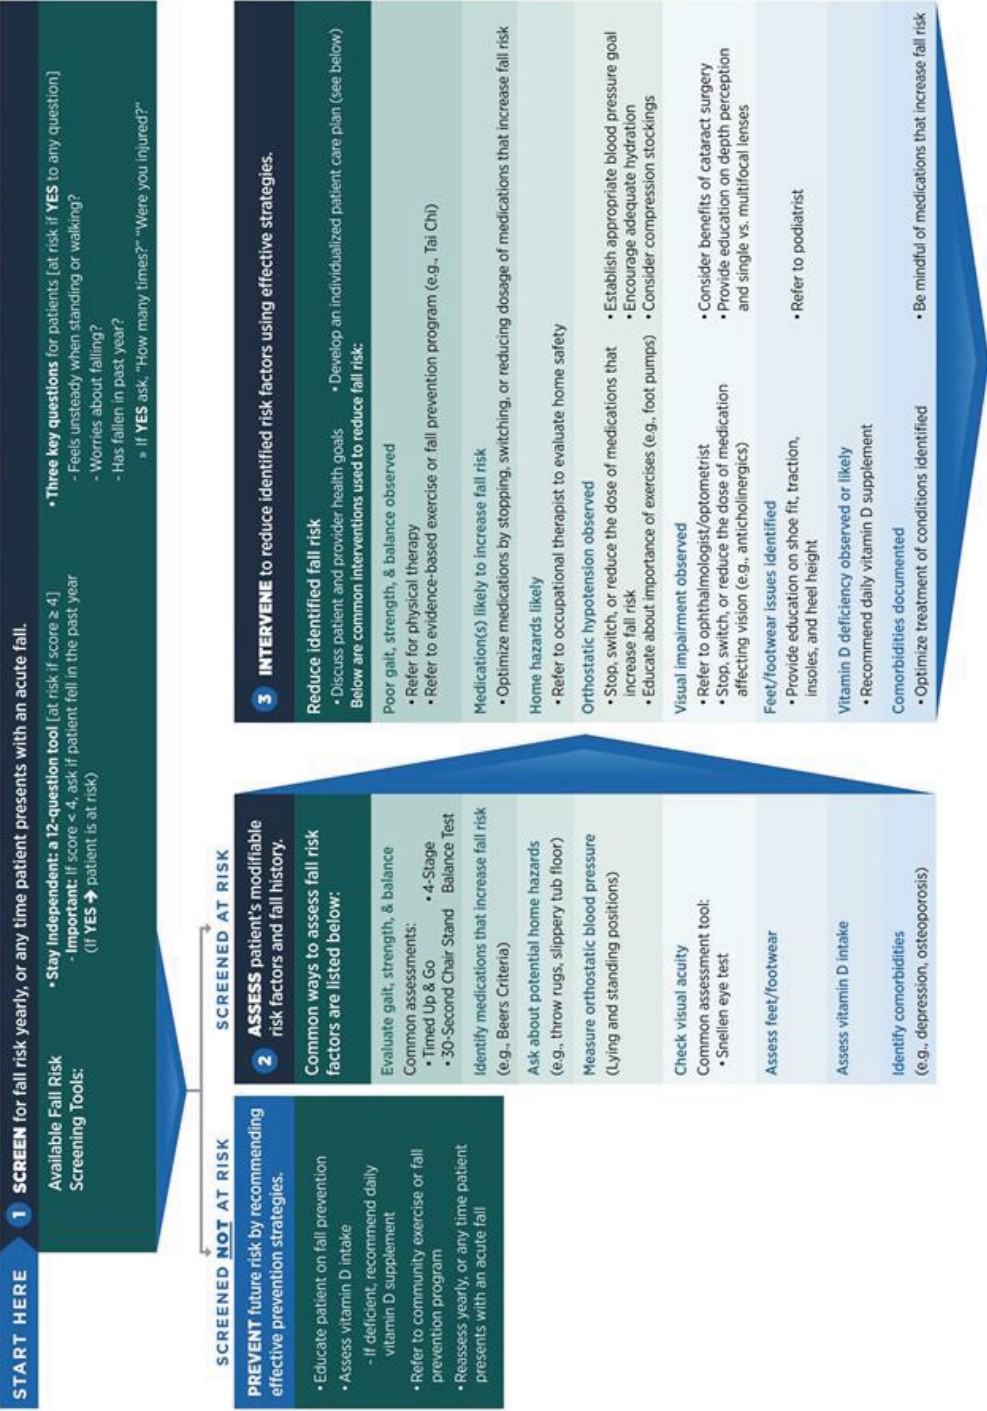 START HERE
1 SCREEN for fall risk yearly, or any time patient presents with an acute fall.
Available Fall Risk
Screening Tools:
• Stay Independent: a 12-question tool [at risk if score ≥ 4]
- Important: If score < 4, ask if patient fell in the past year
(If YES ➔ patient is at risk)
• Three key questions for patients [at risk if YES to any question]
- Feels unsteady when standing or walking?
- Worries about falling?
- Has fallen in past year?
» If YES ask, "How many times?" "Were you injured?"
SCREENED NOT AT RISK
PREVENT future risk by recommending
effective prevention strategies.
• Educate patient on fall prevention
• Assess vitamin D intake
- If deficient, recommend daily
vitamin D supplement
• Refer to community exercise or fall
prevention program
• Reassess yearly, or any time patient
presents with an acute fall
SCREENED AT RISK
2 ASSESS patient's modifiable
risk factors and fall history.
Common ways to assess fall risk
factors are listed below:
Evaluate gait, strength, & balance
Common assessments:
• Timed Up & Go
• 30-Second Chair Stand
• 4-Stage
Balance Test
Identify medications that increase fall risk
(e.g., Beers Criteria)
Ask about potential home hazards
(e.g., throw rugs, slippery tub floor)
Measure orthostatic blood pressure
(Lying and standing positions)
Check visual acuity
Common assessment tool:
• Snellen eye test
Assess feet/footwear
Assess vitamin D intake
Identify comorbidities
(e.g., depression, osteoporosis)
3 INTERVENE to reduce identified risk factors using effective strategies.
Reduce identified fall risk
• Discuss patient and provider health goals
• Develop an individualized patient care plan (see below)
Below are common interventions used to reduce fall risk:
Poor gait, strength, & balance observed
• Refer for physical therapy
• Refer to evidence-based exercise or fall prevention program (e.g., Tai Chi)
Medication(s) likely to increase fall risk
• Optimize medications by stopping, switching, or reducing dosage of medications that increase fall risk
Home hazards likely
• Refer to occupational therapist to evaluate home safety
Orthostatic hypotension observed
• Stop, switch, or reduce the dose of medications that
increase fall risk
• Educate about importance of exercises (e.g., foot pumps)
• Establish appropriate blood pressure goal
• Encourage adequate hydration
• Consider compression stockings
Visual impairment observed
• Refer to ophthalmologist/optometrist
• Stop, switch, or reduce the dose of medication
affecting vision (e.g., anticholinergics)
• Consider benefits of cataract surgery
• Provide education on depth perception
and single vs. multifocal lenses
Feet/footwear issues identified
• Provide education on shoe fit, traction,
insoles, and heel height
• Refer to podiatrist
Vitamin D deficiency observed or likely
• Recommend daily vitamin D supplement
Comorbidities documented
• Optimize treatment of conditions identified
• Be mindful of medications that increase fall risk